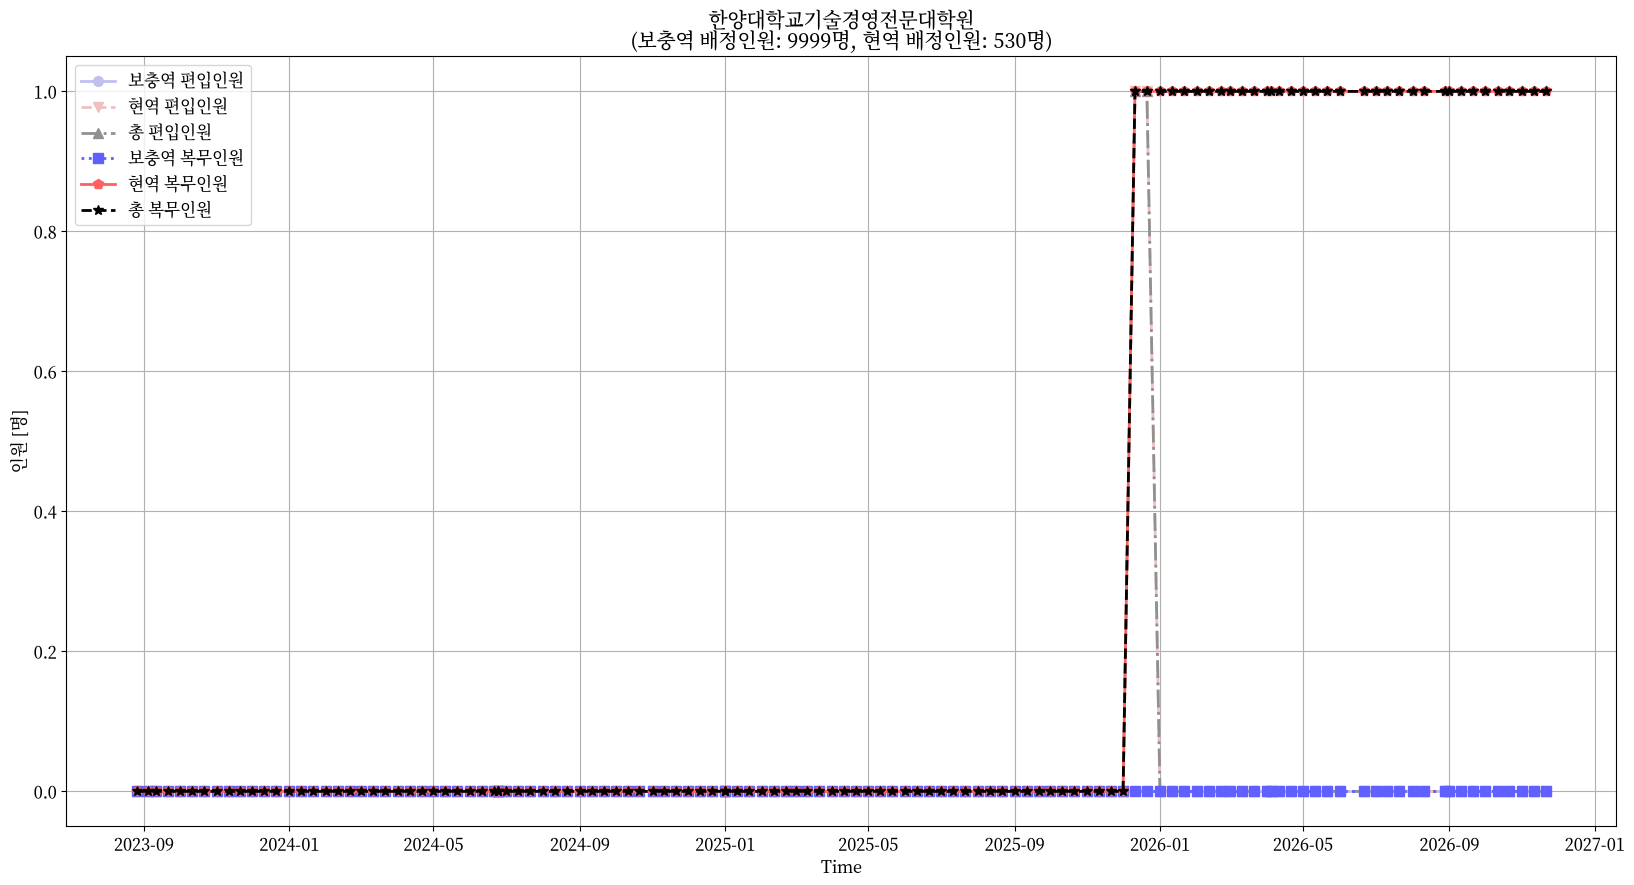 한양대학교기술경영전문대학원
(보충역 배정인원: 9999명, 현역 배정인원: 530명)
보충역 편입인원
현역 편입인원
총 편입인원
보충역 복무인원
현역 복무인원
총 복무인원
1.0
0.8
0.6
0.4
0.2
0.0
인원 [명]
2023-09
2024-01
2024-05
2024-09
2025-01
2025-05
2025-09
2026-01
2026-05
2026-09
2027-01
Time